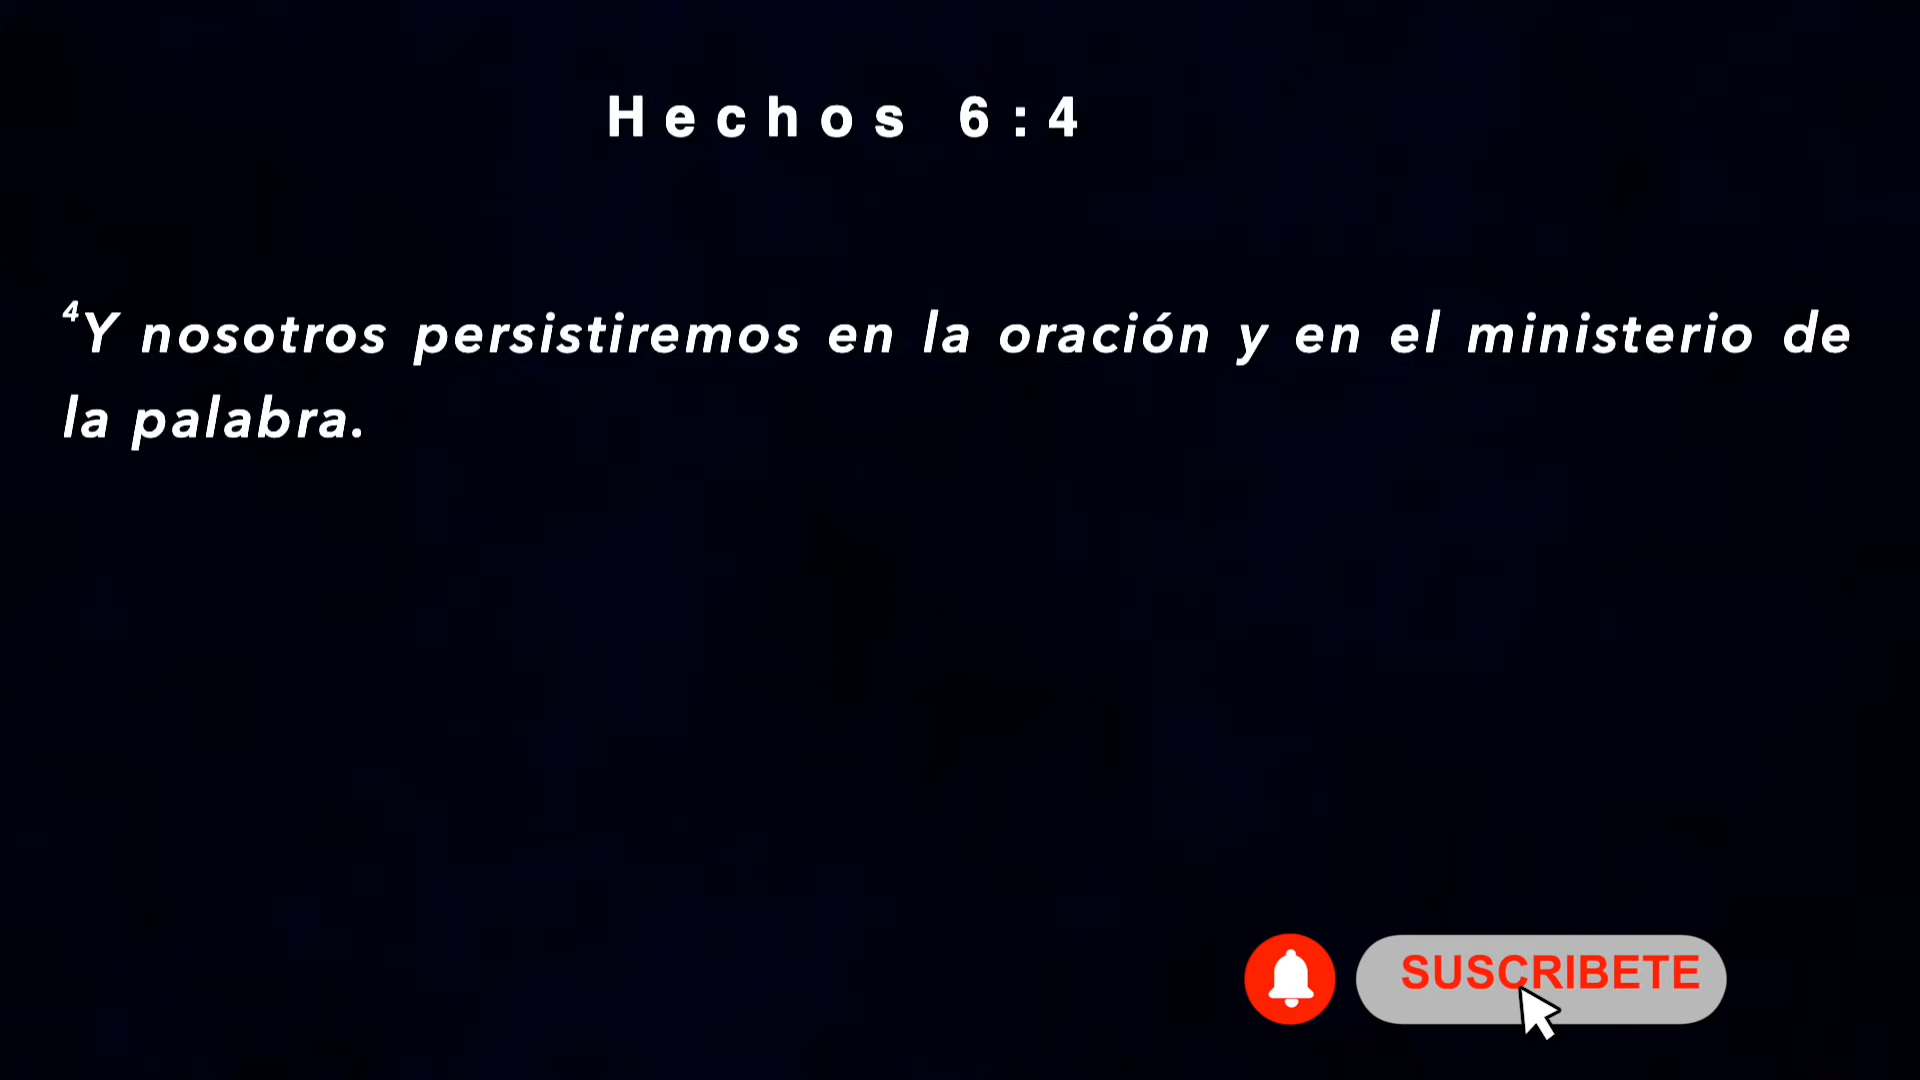 Hechos 6:4
⁴Y nosotros persistiremos en la oración y en el ministerio de
la palabra.
SUSCRIBETE